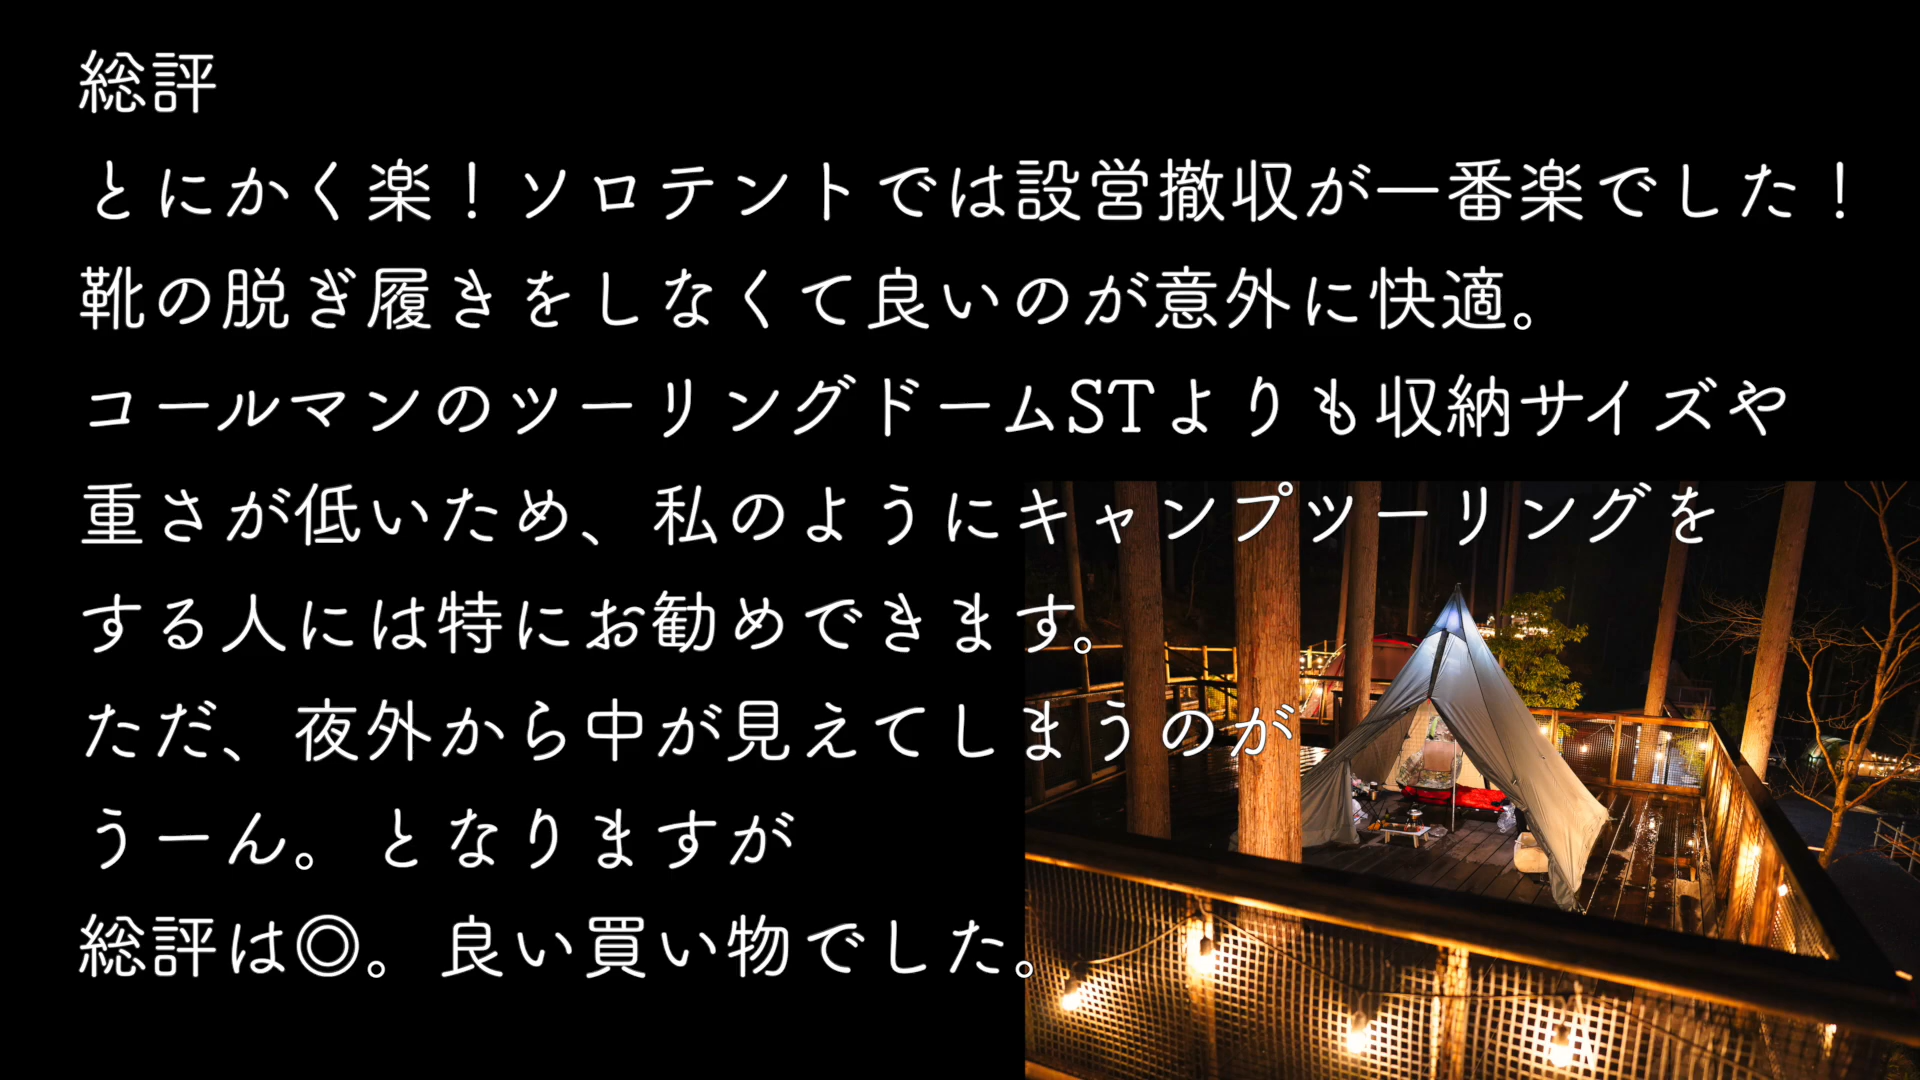 総評
とにかく楽！ソロテントでは設営撤収が一番楽でした！
靴の脱ぎ履きをしなくて良いのが意外に快適。
コールマンのツーリングドームSTよりも収納サイズや
重さが低いため、私のようにキャンプツーリングを
する人には特にお勧めできます。
ただ、夜外から中が見えてしまうのが
うーん。となりますが
総評は◎。良い買い物でした。